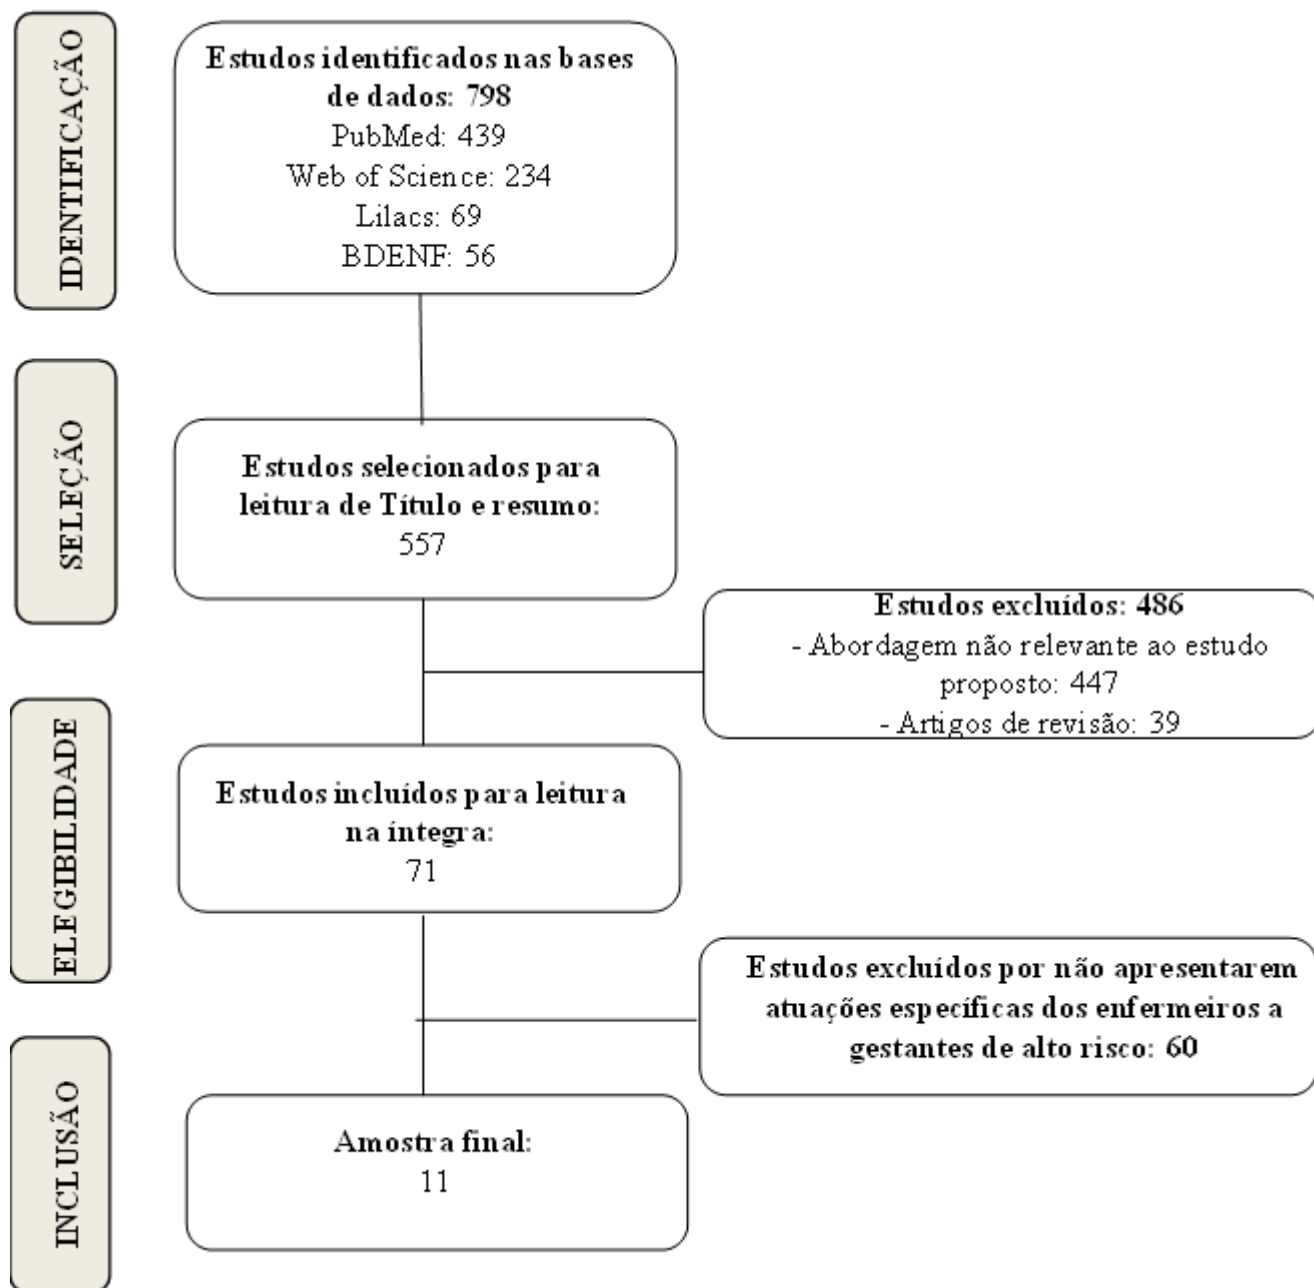 IDENTIFICAÇÃO
Estudos identificados nas bases
de dados: 798
PubMed: 439
Web of Science: 234
Lilacs: 69
BDENF: 56
SELEÇÃO
Estudos selecionados para
leitura de Título e resumo:
557
Estudos excluídos: 486
- Abordagem não relevante ao estudo
proposto: 447
- Artigos de revisão: 39
ELEGIBILIDADE
Estudos incluídos para leitura
na íntegra:
71
Estudos excluídos por não apresentarem
atuações específicas dos enfermeiros a
gestantes de alto risco: 60
INCLUSÃO
Amostra final:
11